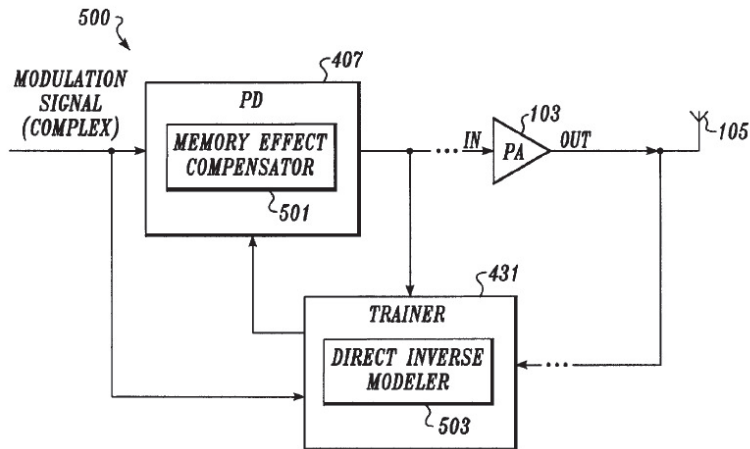 500
MODULATION
SIGNAL
(COMPLEX)
407
PD
MEMORY EFFECT
COMPENSATOR
501
IN
103
PA
OUT
105
431
TRAINER
DIRECT INVERSE
MODELER
503